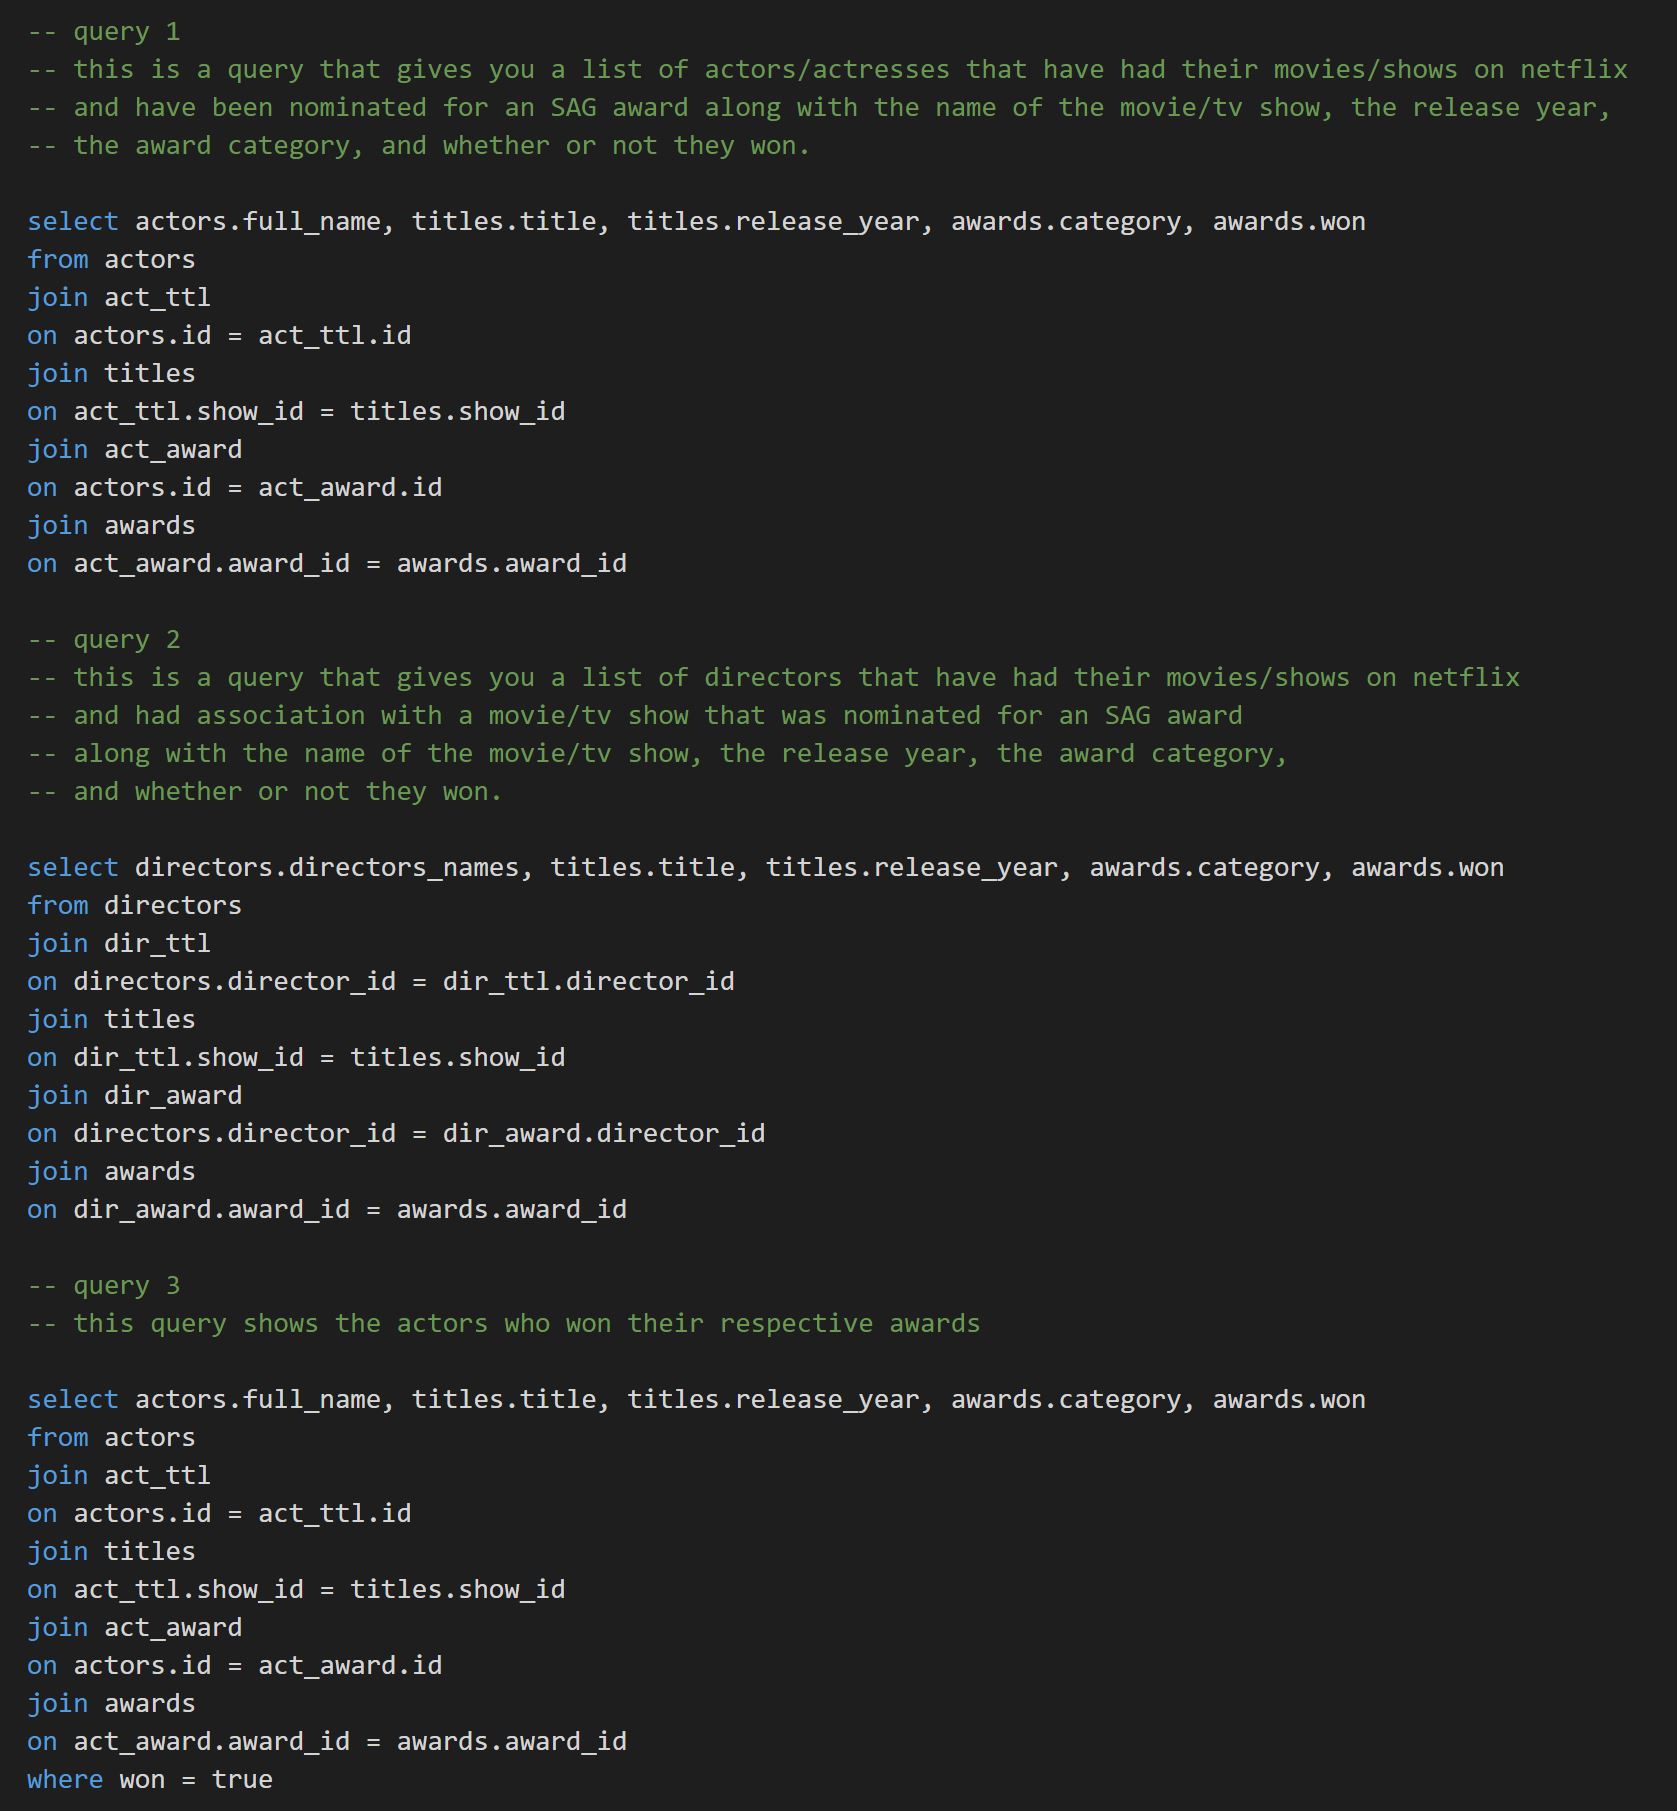 -- query 1
-- this is a query that gives you a list of actors/actresses that have had their movies/shows on netflix
-- and have been nominated for an SAG award along with the name of the movie/tv show, the release year,
-- the award category, and whether or not they won.
select actors.full_name, titles.title, titles.release_year, awards.category, awards.won
from actors
join act_ttl
on actors.id = act_ttl.id
join titles
on act_ttl.show_id = titles.show_id
join act_award
on actors.id = act_award.id
join awards
on act_award.award_id = awards.award_id
-- query 2
-- this is a query that gives you a list of directors that have had their movies/shows on netflix
-- and had association with a movie/tv show that was nominated for an SAG award
-- along with the name of the movie/tv show, the release year, the award category,
-- and whether or not they won.
select directors.directors_names, titles.title, titles.release_year, awards.category, awards.won
from directors
join dir_ttl
on directors.director_id = dir_ttl.director_id
join titles
on dir_ttl.show_id = titles.show_id
join dir_award
on directors.director_id = dir_award.director_id
join awards
on dir_award.award_id = awards.award_id
-- query 3
-- this query shows the actors who won their respective awards
select actors.full_name, titles.title, titles.release_year, awards.category, awards.won
from actors
join act_ttl
on actors.id = act_ttl.id
join titles
on act_ttl.show_id = titles.show_id
join act_award
on actors.id = act_award.id
join awards
on act_award.award_id = awards.award_id
where won = true